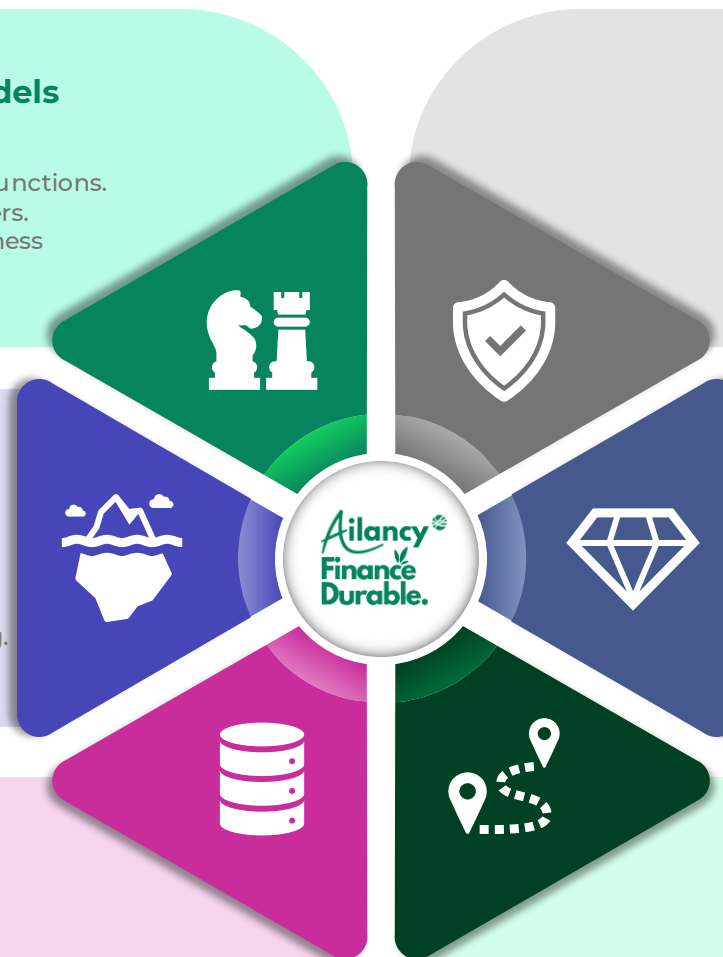 dels
unctions.
rs.
ness
Ailancy
Finance
Durable.